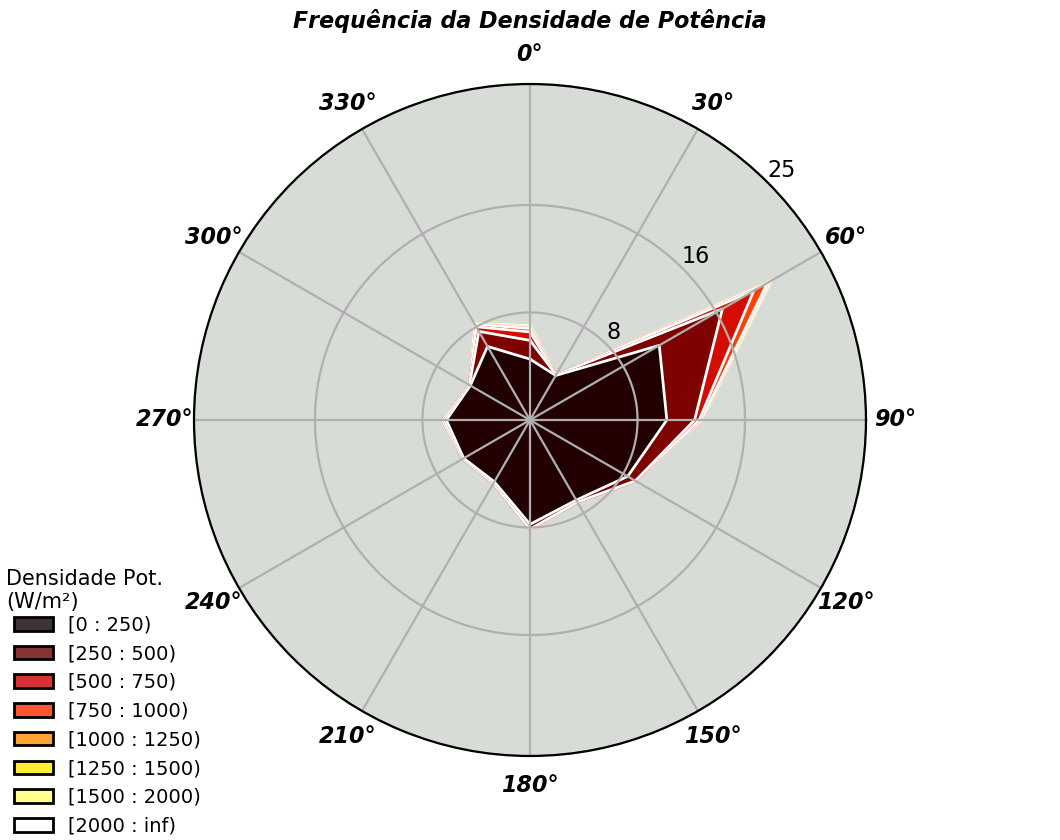 Frequência da Densidade de Potência
0°
330°
30°
25
300°
60°
16
8
270°
90°
240°
120°
210°
150°
180°
Densidade Pot.
(W/m²)
[0 : 250)
[250 : 500)
[500 : 750)
[750 : 1000)
[1000 : 1250)
[1250 : 1500)
[1500 : 2000)
[2000 : inf)